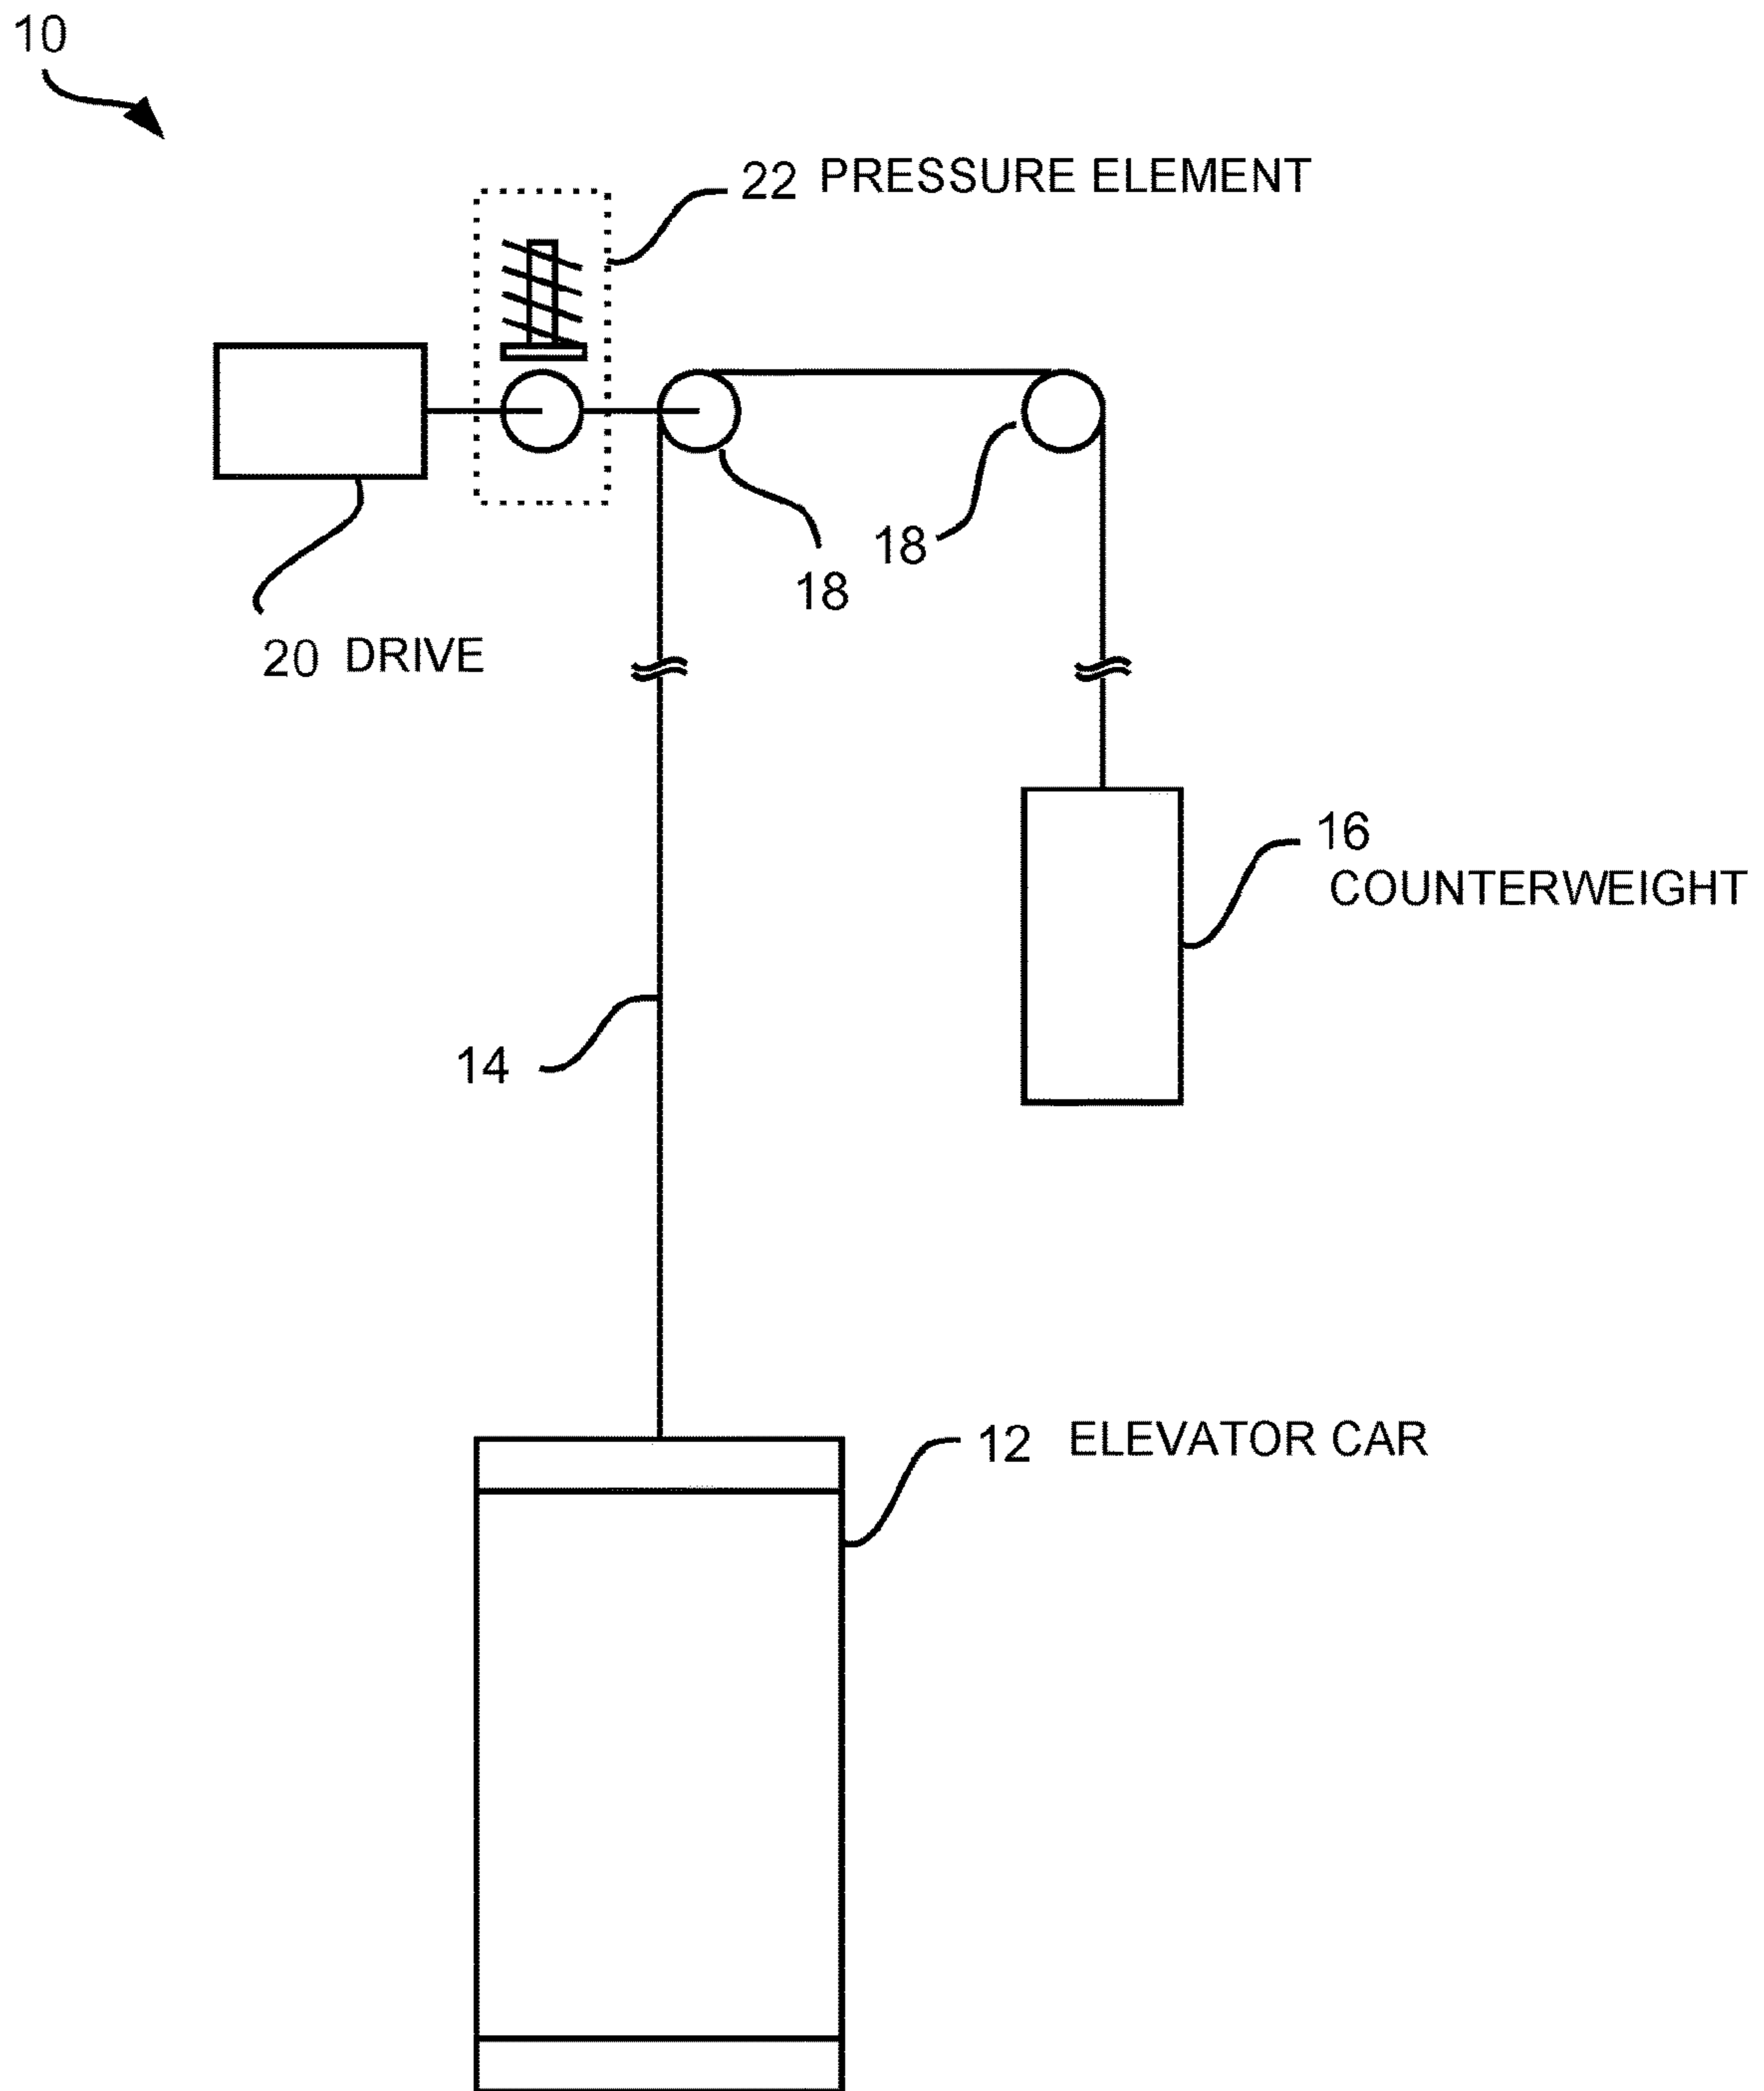 10
22 PRESSURE ELEMENT
18
18
20 DRIVE
16
COUNTERWEIGHT
14
12 ELEVATOR CAR